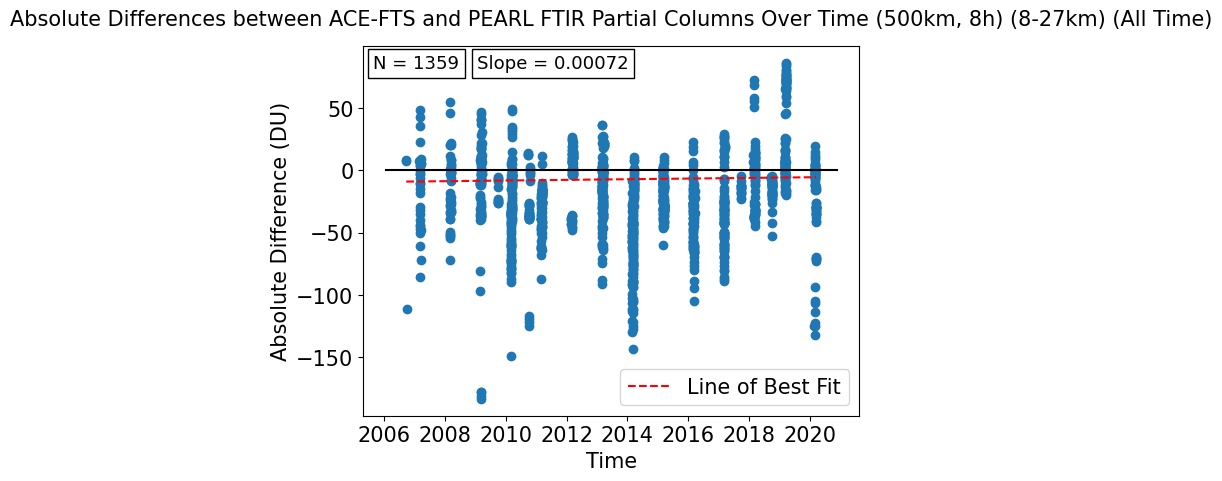 Absolute Differences between ACE-FTS and PEARL FTIR Partial Columns Over Time (500km, 8h) (8-27km) (All Time)
N = 1359
Slope = 0.00072
Absolute Difference (DU)
50
0
−50
−100
−150
Line of Best Fit
2006 2008 2010 2012 2014 2016 2018 2020
Time